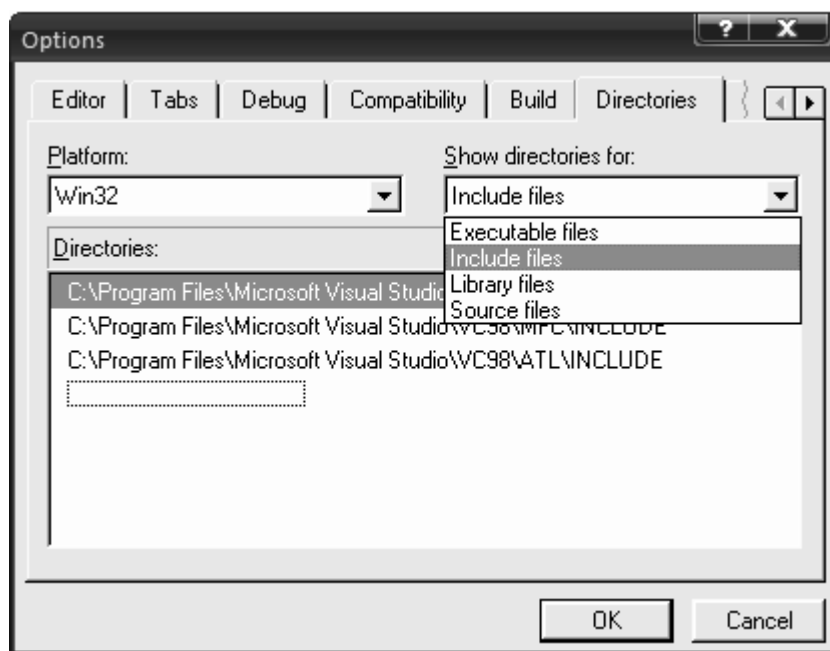 Options
? X
Editor Tabs Debug Compatibility Build Directories
Platform: Show directories for:
Win32 Include files
Directories:
Executable files
Include files
Library files
Source files
C:\Program Files\Microsoft Visual Studio
C:\Program Files\Microsoft Visual Studio\VC98\MFC\INCLUDE
C:\Program Files\Microsoft Visual Studio\VC98\ATL\INCLUDE
OK Cancel